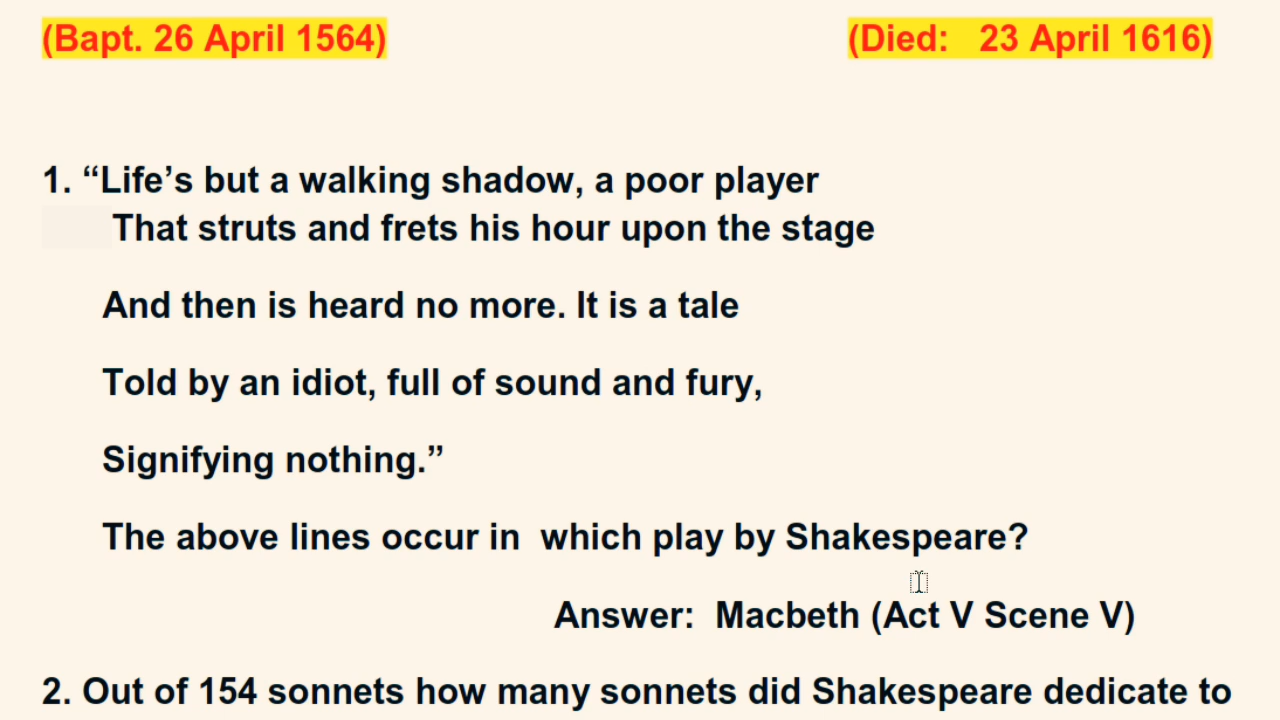 (Bapt. 26 April 1564) (Died: 23 April 1616)
1. “Life’s but a walking shadow, a poor player
That struts and frets his hour upon the stage
And then is heard no more. It is a tale
Told by an idiot, full of sound and fury,
Signifying nothing.”
The above lines occur in which play by Shakespeare?
Answer: Macbeth (Act V Scene V)
2. Out of 154 sonnets how many sonnets did Shakespeare dedicate to